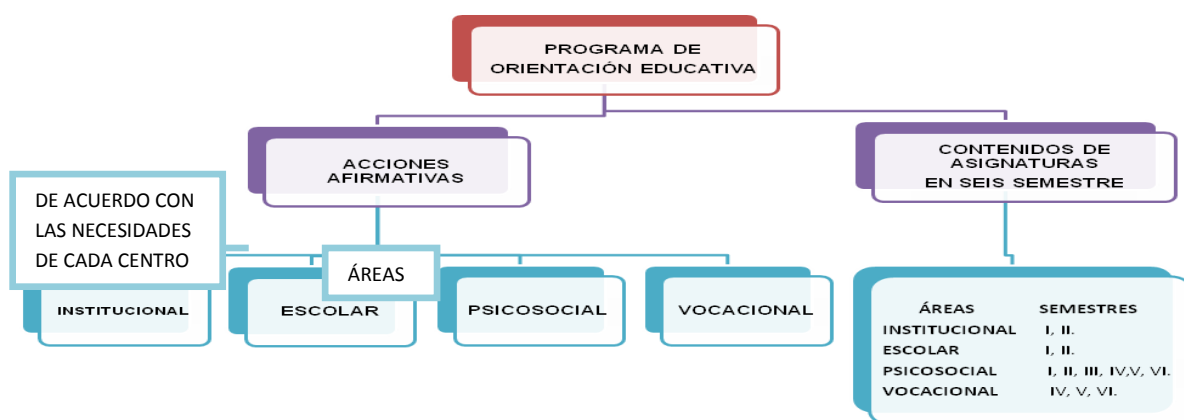 PROGRAMA DE
ORIENTACIÓN EDUCATIVA
ACCIONES
AFIRMATIVAS
CONTENIDOS DE
ASIGNATURAS
EN SEIS SEMESTRE
DE ACUERDO CON
LAS NECESIDADES
DE CADA CENTRO
ÁREAS
INSTITUCIONAL
ESCOLAR
PSICOSOCIAL
VOCACIONAL
ÁREAS SEMESTRES
INSTITUCIONAL I, II.
ESCOLAR I, II.
PSICOSOCIAL I, II, III, IV,V, VI.
VOCACIONAL IV, V, VI.